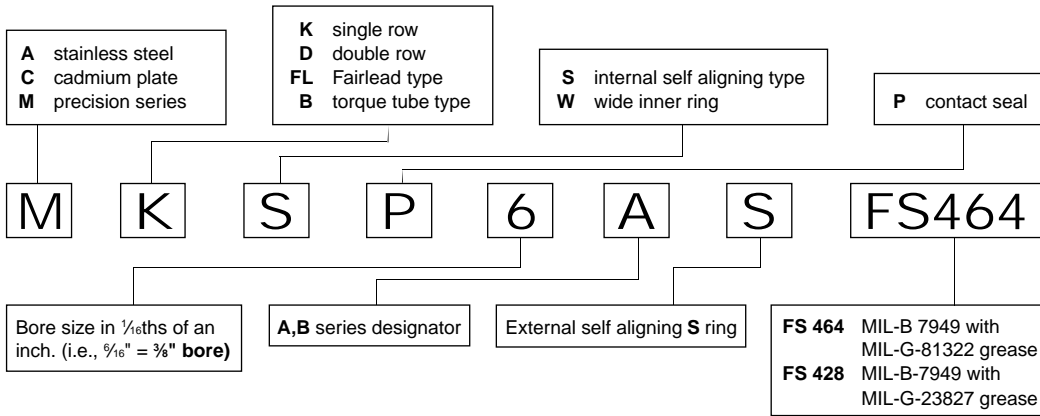 A stainless steel
C cadmium plate
M precision series
K single row
D double row
FL Fairlead type
B torque tube type
S internal self aligning type
W wide inner ring
P contact seal
M K S P 6 A S FS464
Bore size in 1⁄16ths of an
inch. (i.e., 6⁄16" = 3⁄8" bore)
A,B series designator
External self aligning S ring
FS 464 MIL-B 7949 with
MIL-G-81322 grease
FS 428 MIL-B-7949 with
MIL-G-23827 grease